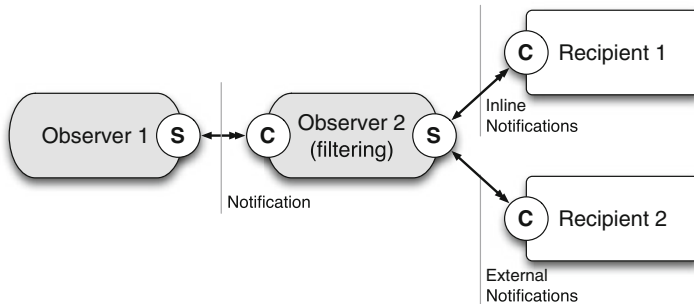 Observer 1
S
C
Observer 2
(filtering)
S
Notification
C
Recipient 1
Inline
Notifications
C
Recipient 2
External
Notifications